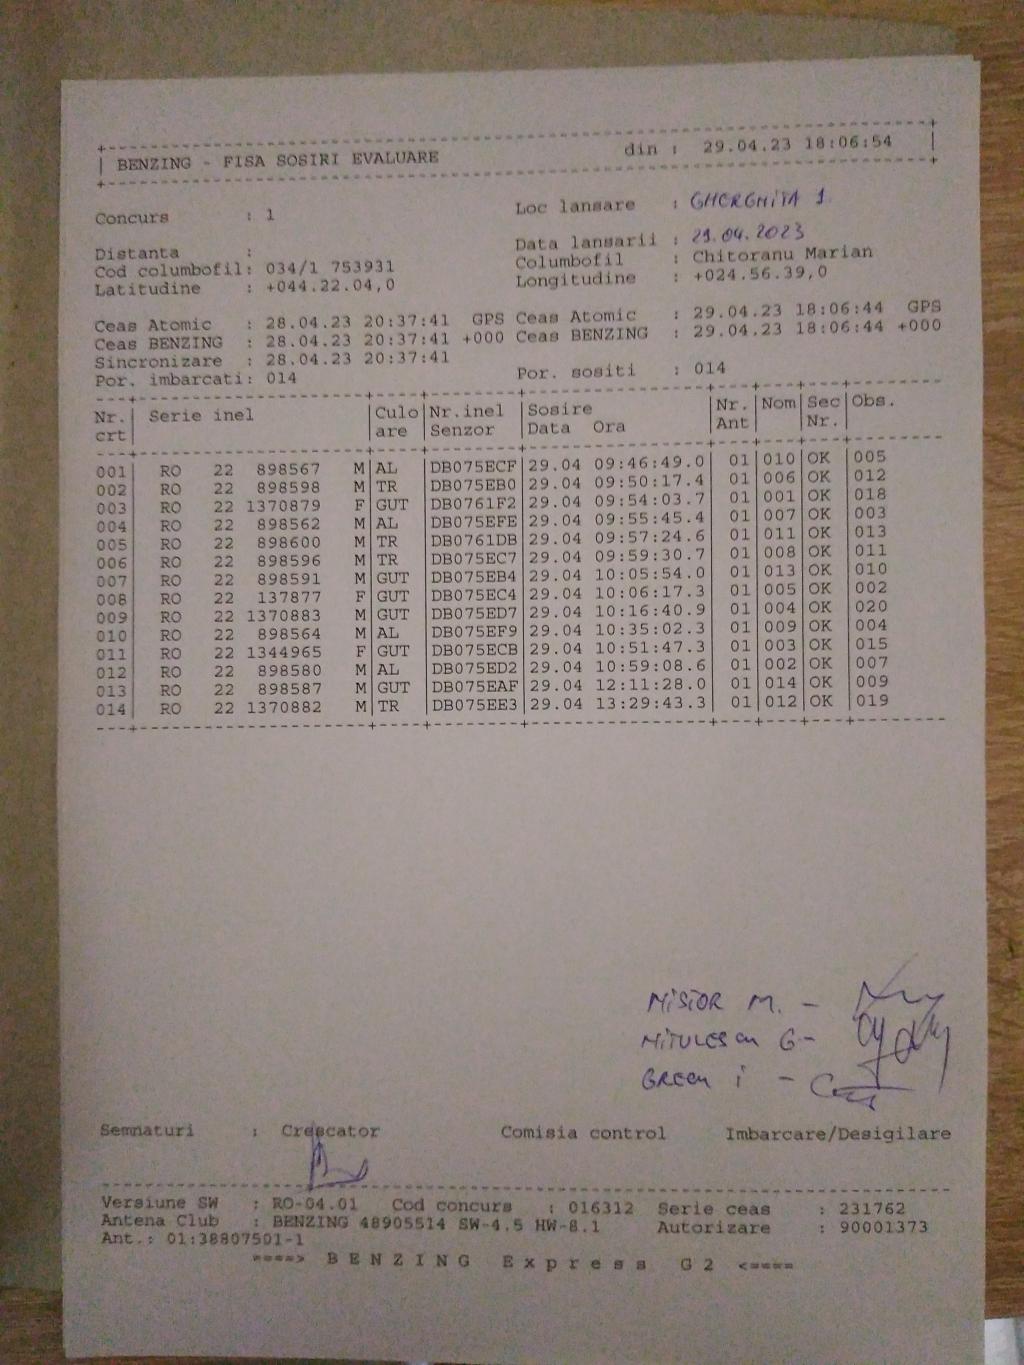 BENZING - FISA SOSIRI EVALUARE din : 29.04.23 18:06:54
Concurs : 1 Loc lansare : GHERGHITA 1
Distanta : Data lansarii : 29.04.2023
Cod columbofil: 034/1 753931 Columbofil : Chitoranu Marian
Latitudine : +044.22.04,0 Longitudine : +024.56.39,0
Ceas Atomic : 28.04.23 20:37:41 GPS Ceas Atomic : 29.04.23 18:06:44 GPS
Ceas BENZING : 28.04.23 20:37:41 +000 Ceas BENZING : 29.04.23 18:06:44 +000
Sincronizare : 28.04.23 20:37:41
Por. imbarcati: 014 Por. sositi : 014
Nr. Serie inel Culo Nr.inel Sosire Nr. Nom Sec Obs.
crt are Senzor Data Ora Ant Nr.
001 RO 22 898567 M AL DB075ECF 29.04 09:46:49.0 01 010 OK 005
002 RO 22 898598 M TR DB075EB0 29.04 09:50:17.4 01 006 OK 012
003 RO 22 1370879 F GUT DB0761F2 29.04 09:54:03.7 01 001 OK 018
004 RO 22 898562 M AL DB075EFE 29.04 09:55:45.4 01 007 OK 003
005 RO 22 898600 M TR DB0761DB 29.04 09:57:24.6 01 011 OK 013
006 RO 22 898596 M TR DB075EC7 29.04 09:59:30.7 01 008 OK 011
007 RO 22 898591 M GUT DB075EB4 29.04 10:05:54.0 01 013 OK 010
008 RO 22 137877 F GUT DB075EC4 29.04 10:06:17.3 01 005 OK 002
009 RO 22 1370883 M GUT DB075ED7 29.04 10:16:40.9 01 004 OK 020
010 RO 22 898564 M AL DB075EF9 29.04 10:35:02.3 01 009 OK 004
011 RO 22 1344965 F GUT DB075ECB 29.04 10:51:47.3 01 003 OK 015
012 RO 22 898580 M AL DB075ED2 29.04 10:59:08.6 01 002 OK 007
013 RO 22 898587 M GUT DB075EAF 29.04 12:11:28.0 01 014 OK 009
014 RO 22 1370882 M TR DB075EE3 29.04 13:29:43.3 01 012 OK 019
MISTOR M. -
MITULESCU G -
GRECU i -
Semnaturi : Crescator Comisia control Imbarcare/Desigilare
Versiune SW : RO-04.01 Cod concurs : 016312 Serie ceas : 231762
Antena Club : BENZING 48905514 SW-4.5 HW-8.1 Autorizare : 90001373
Ant.: 01:38807501-1
====> BENZING Express G2 <====